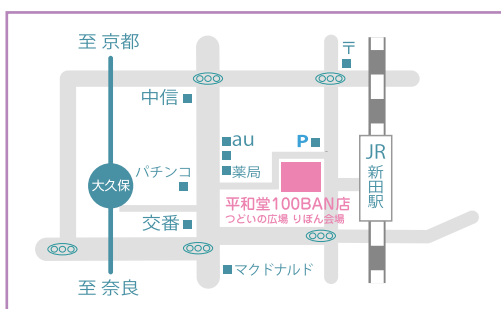 至 京都
〒
中信
au
P
JR新田駅
パチンコ
薬局
大久保
平和堂100BAN店
つどいの広場 りぼん会場
交番
マクドナルド
至 奈良